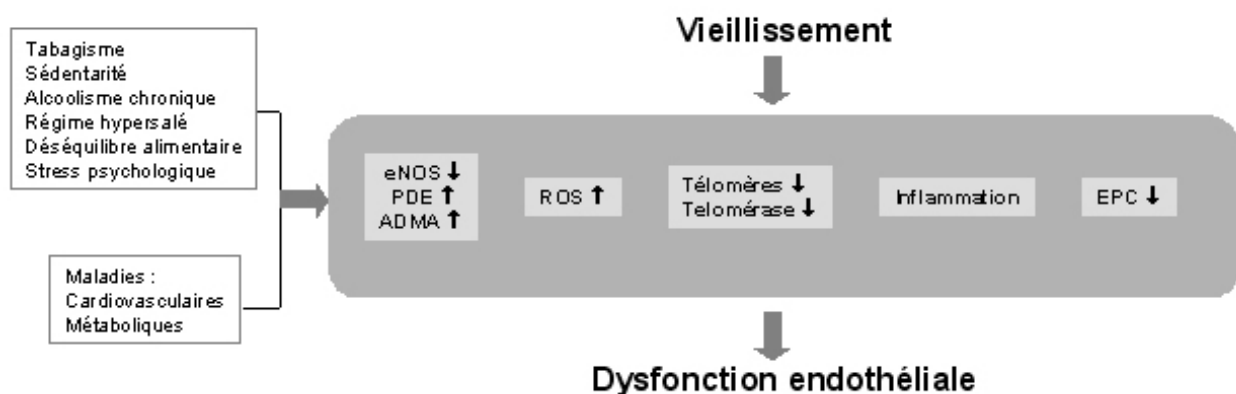 Vieillissement
Tabagisme
Sédentarité
Alcoolisme chronique
Régime hypersalé
Déséquilibre alimentaire
Stress psychologique
Maladies :
Cardiovasculaires
Métaboliques
eNOS ↓
PDE ↑
ADMA ↑
ROS ↑
Télomères ↓
Telomérase ↓
Inflammation
EPC ↓
Dysfonction endothéliale